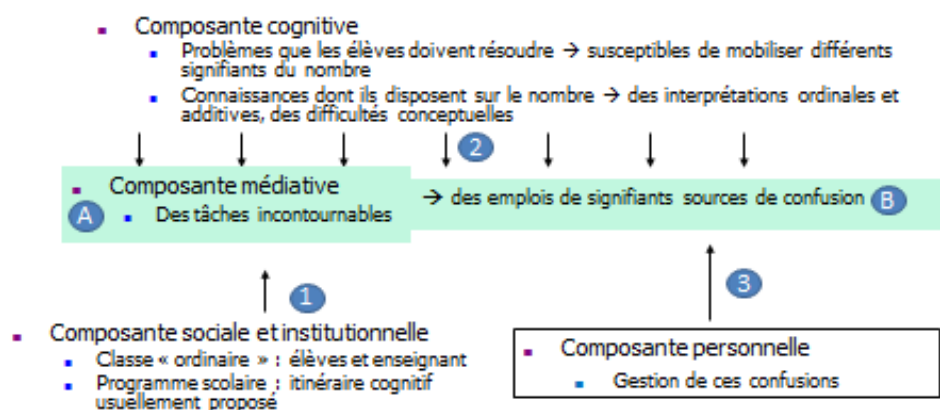 Composante cognitive
Problèmes que les élèves doivent résoudre → susceptibles de mobiliser différents
signifiants du nombre
Connaissances dont ils disposent sur le nombre → des interprétations ordinales et
additives, des difficultés conceptuelles
2
Composante médiative
→ des emplois de signifiants sources de confusion B
A Des tâches incontournables
1
3
Composante sociale et institutionnelle
Classe « ordinaire » : élèves et enseignant
Programme scolaire : itinéraire cognitif
usuellement proposé
Composante personnelle
Gestion de ces confusions